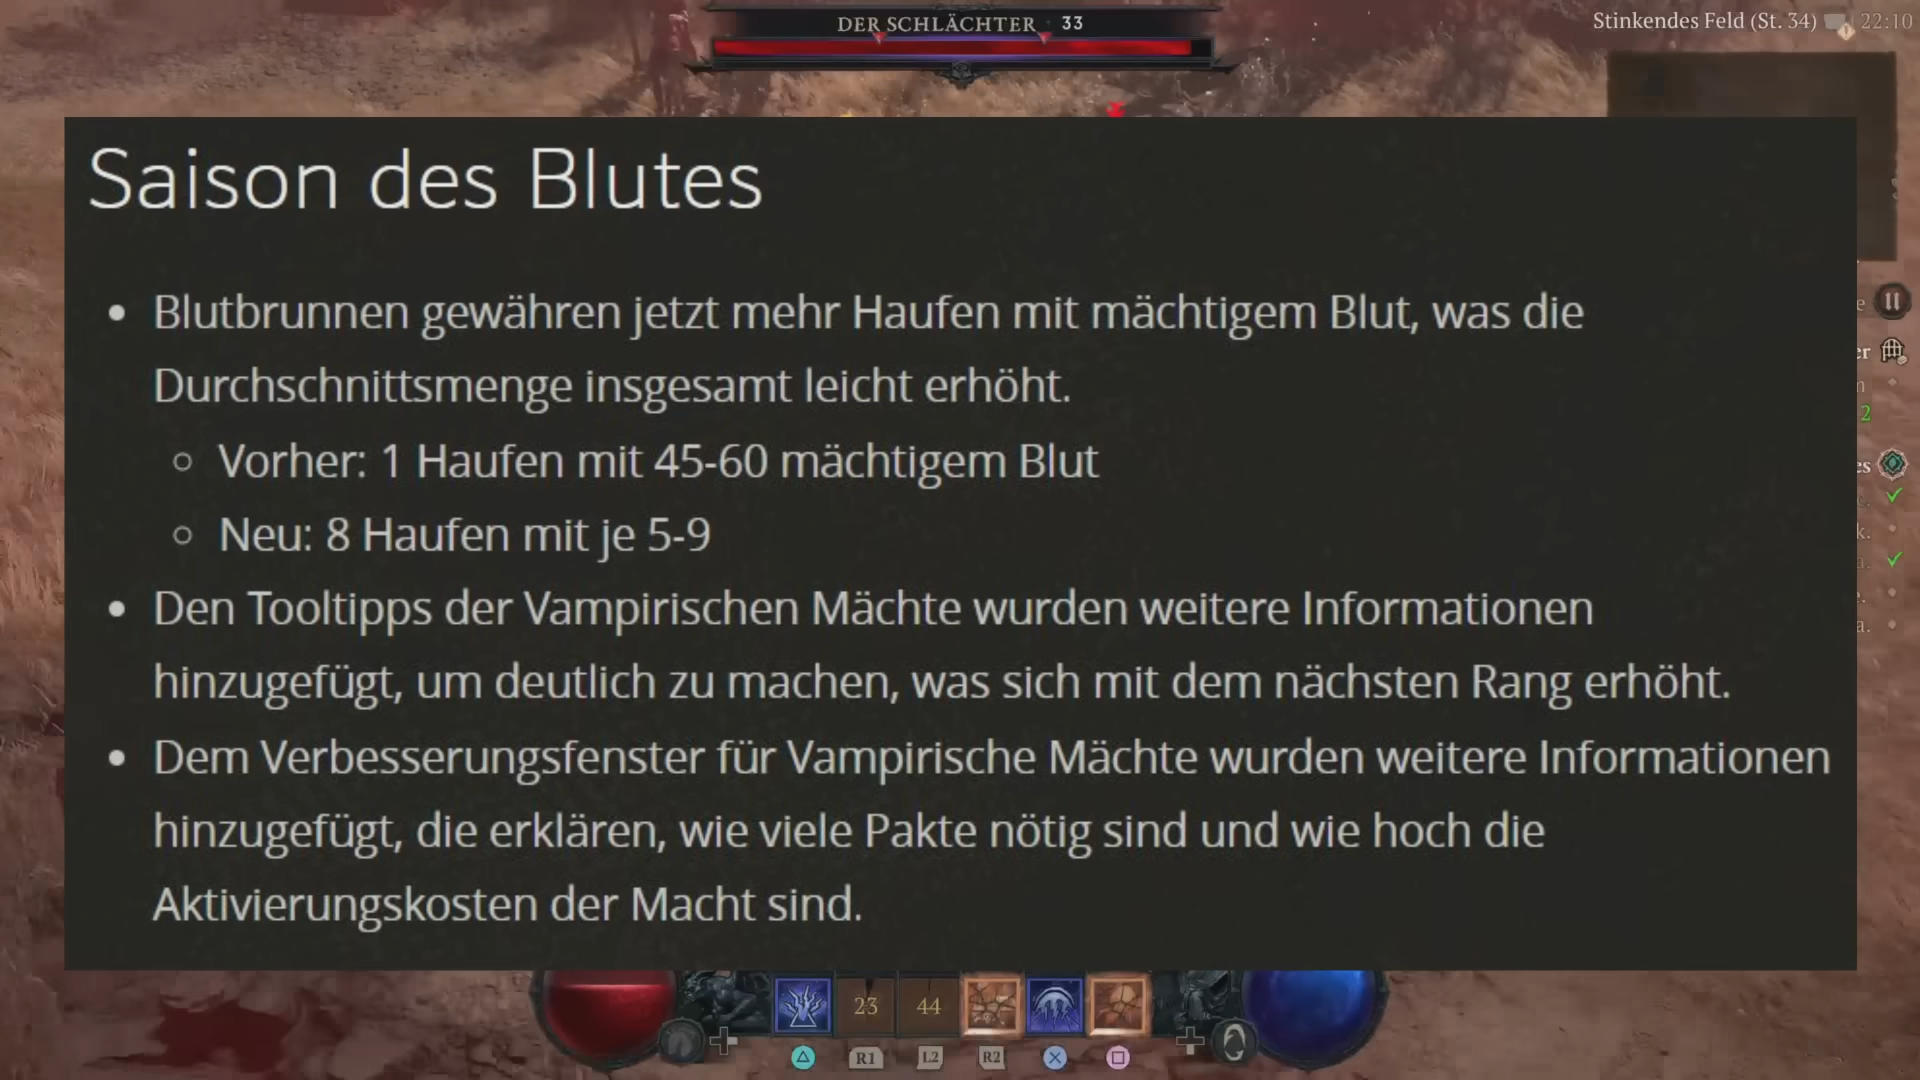 DER SCHLÄCHTER 33
Stinkendes Feld (St. 34) 22:10
Saison des Blutes
• Blutbrunnen gewähren jetzt mehr Haufen mit mächtigem Blut, was die
Durchschnittsmenge insgesamt leicht erhöht.
○ Vorher: 1 Haufen mit 45-60 mächtigem Blut
○ Neu: 8 Haufen mit je 5-9
• Den Tooltipps der Vampirischen Mächte wurden weitere Informationen
hinzugefügt, um deutlich zu machen, was sich mit dem nächsten Rang erhöht.
• Dem Verbesserungsfenster für Vampirische Mächte wurden weitere Informationen
hinzugefügt, die erklären, wie viele Pakte nötig sind und wie hoch die
Aktivierungskosten der Macht sind.
23 44
R1 L2 R2